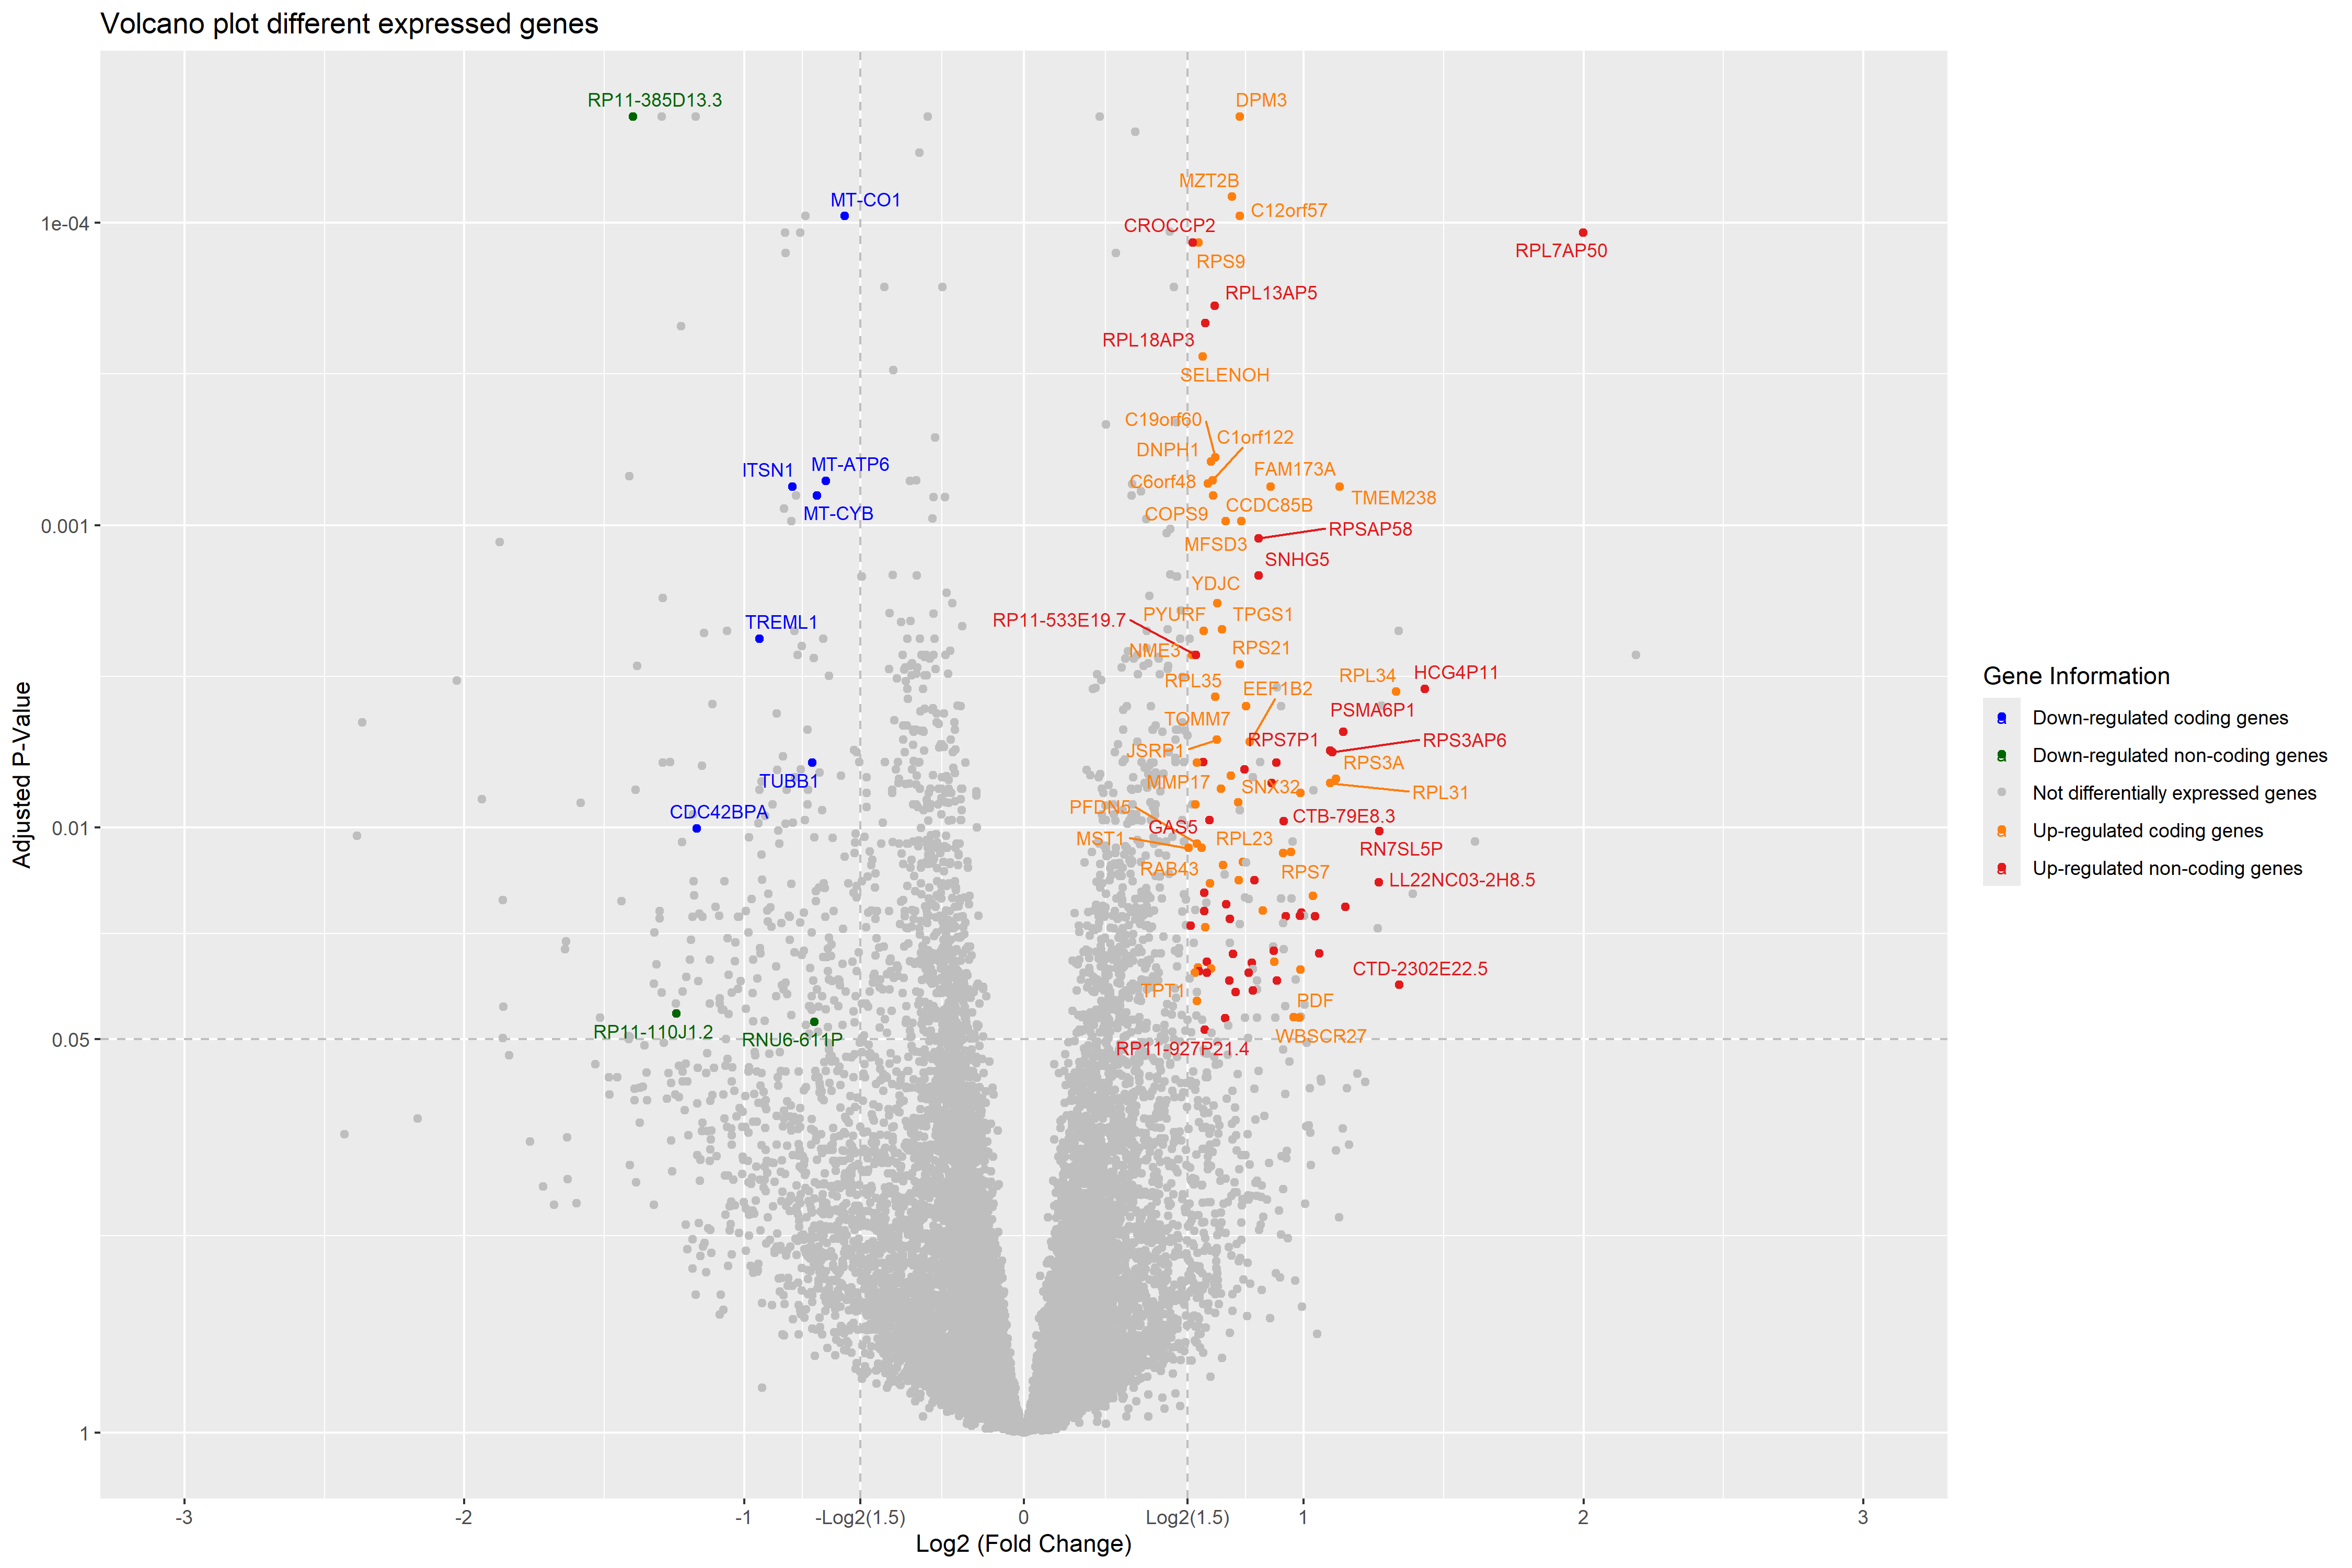 Volcano plot different expressed genes
RP11-385D13.3
DPM3
MZT2B
MT-CO1
C12orf57
1e-04
CROCCP2
RPL7AP50
RPS9
RPL13AP5
RPL18AP3
SELENOH
C19orf60
C1orf122
DNPH1
ITSN1
MT-ATP6
FAM173A
C6orf48
TMEM238
MT-CYB
COPS9
CCDC85B
0.001
RPSAP58
MFSD3
SNHG5
YDJC
PYURF
TPGS1
RP11-533E19.7
TREML1
NME3
RPS21
RPL34
HCG4P11
RPL35
EEF1B2
PSMA6P1
TOMM7
RPS7P1
RPS3AP6
JSRP1
RPS3A
TUBB1
MMP17
SNX32
RPL31
PFDN5
CDC42BPA
CTB-79E8.3
0.01
GAS5
MST1
RPL23
RN7SL5P
RAB43
RPS7
LL22NC03-2H8.5
CTD-2302E22.5
TPT1
PDF
RP11-110J1.2
RNU6-611P
WBSCR27
0.05
RP11-927P21.4
1
Adjusted P-Value
-3
-2
-1
-Log2(1.5)
0
Log2(1.5)
1
2
3
Log2 (Fold Change)
Gene Information
a Down-regulated coding genes
a Down-regulated non-coding genes
a Not differentially expressed genes
a Up-regulated coding genes
a Up-regulated non-coding genes